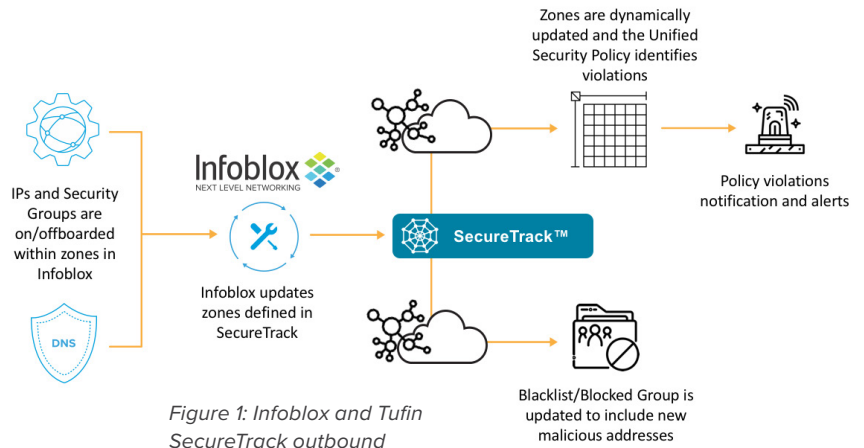 Zones are dynamically
updated and the Unified
Security Policy identifies
violations
Infoblox
NEXT LEVEL NETWORKING
®
IPs and Security
Groups are
on/offboarded
within zones in
Infoblox
Policy violations
notification and alerts
SecureTrack™
Infoblox updates
zones defined in
SecureTrack
DNS
Blacklist/Blocked Group is
updated to include new
malicious addresses
Figure 1: Infoblox and Tufin
SecureTrack outbound